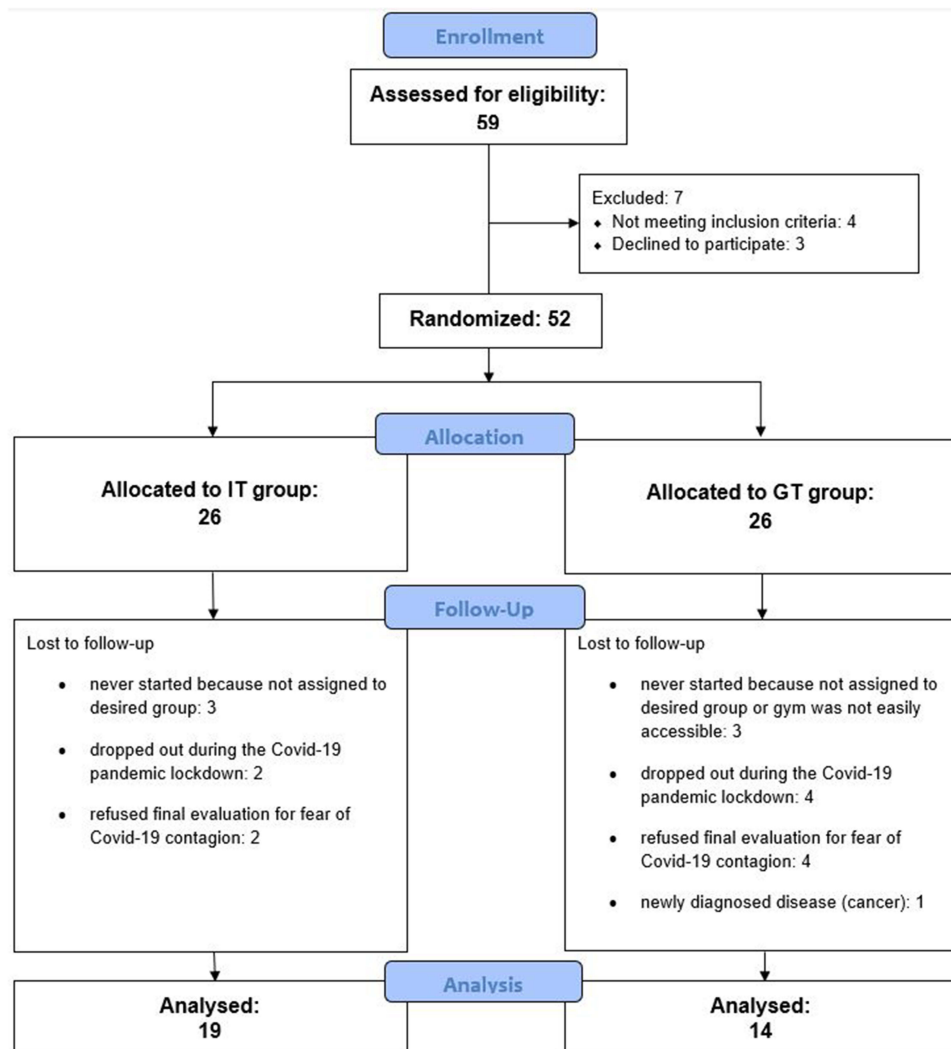 Enrollment
Assessed for eligibility:
59
Excluded: 7
⬥ Not meeting inclusion criteria: 4
⬥ Declined to participate: 3
Randomized: 52
Allocation
Allocated to IT group:
26
Allocated to GT group:
26
Follow-Up
Lost to follow-up
• never started because not assigned to
desired group: 3
• dropped out during the Covid-19
pandemic lockdown: 2
• refused final evaluation for fear of
Covid-19 contagion: 2
Lost to follow-up
• never started because not assigned to
desired group or gym was not easily
accessible: 3
• dropped out during the Covid-19
pandemic lockdown: 4
• refused final evaluation for fear of
Covid-19 contagion: 4
• newly diagnosed disease (cancer): 1
Analysis
Analysed:
19
Analysed:
14